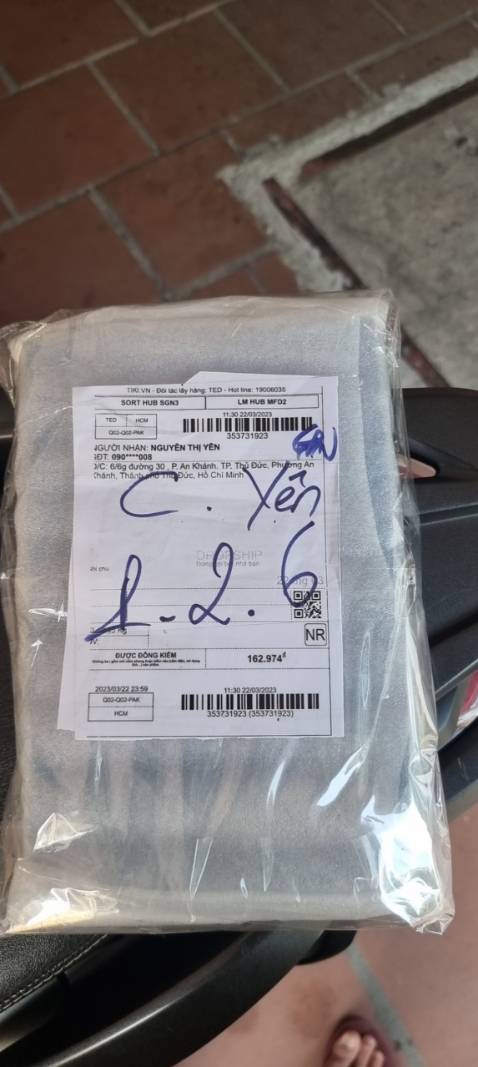 TIKI.VN - Đối tác lấy hàng: TED - Hot line: 19006035
SORT HUB SGN3 LM HUB MFD2
11:30 22/03/2023
TED HCM
Q02-Q02-PAK
353731923
NGƯỜI NHẬN: NGUYỄN THỊ YẾN
SĐT: 090****008
Đ/C: 6/6g đường 30 , P. An Khánh, TP, Thủ Đức, Phường An
Khánh, Thành phố Thủ Đức, Hồ Chí Minh
C. Yến
DROPSHIP
1-2.6
NR
ĐƯỢC ĐỒNG KIỂM
162.974đ
2023/03/22 23:59
11:30 22/03/2023
Q02-Q02-PAK
HCM
353731923 (353731923)